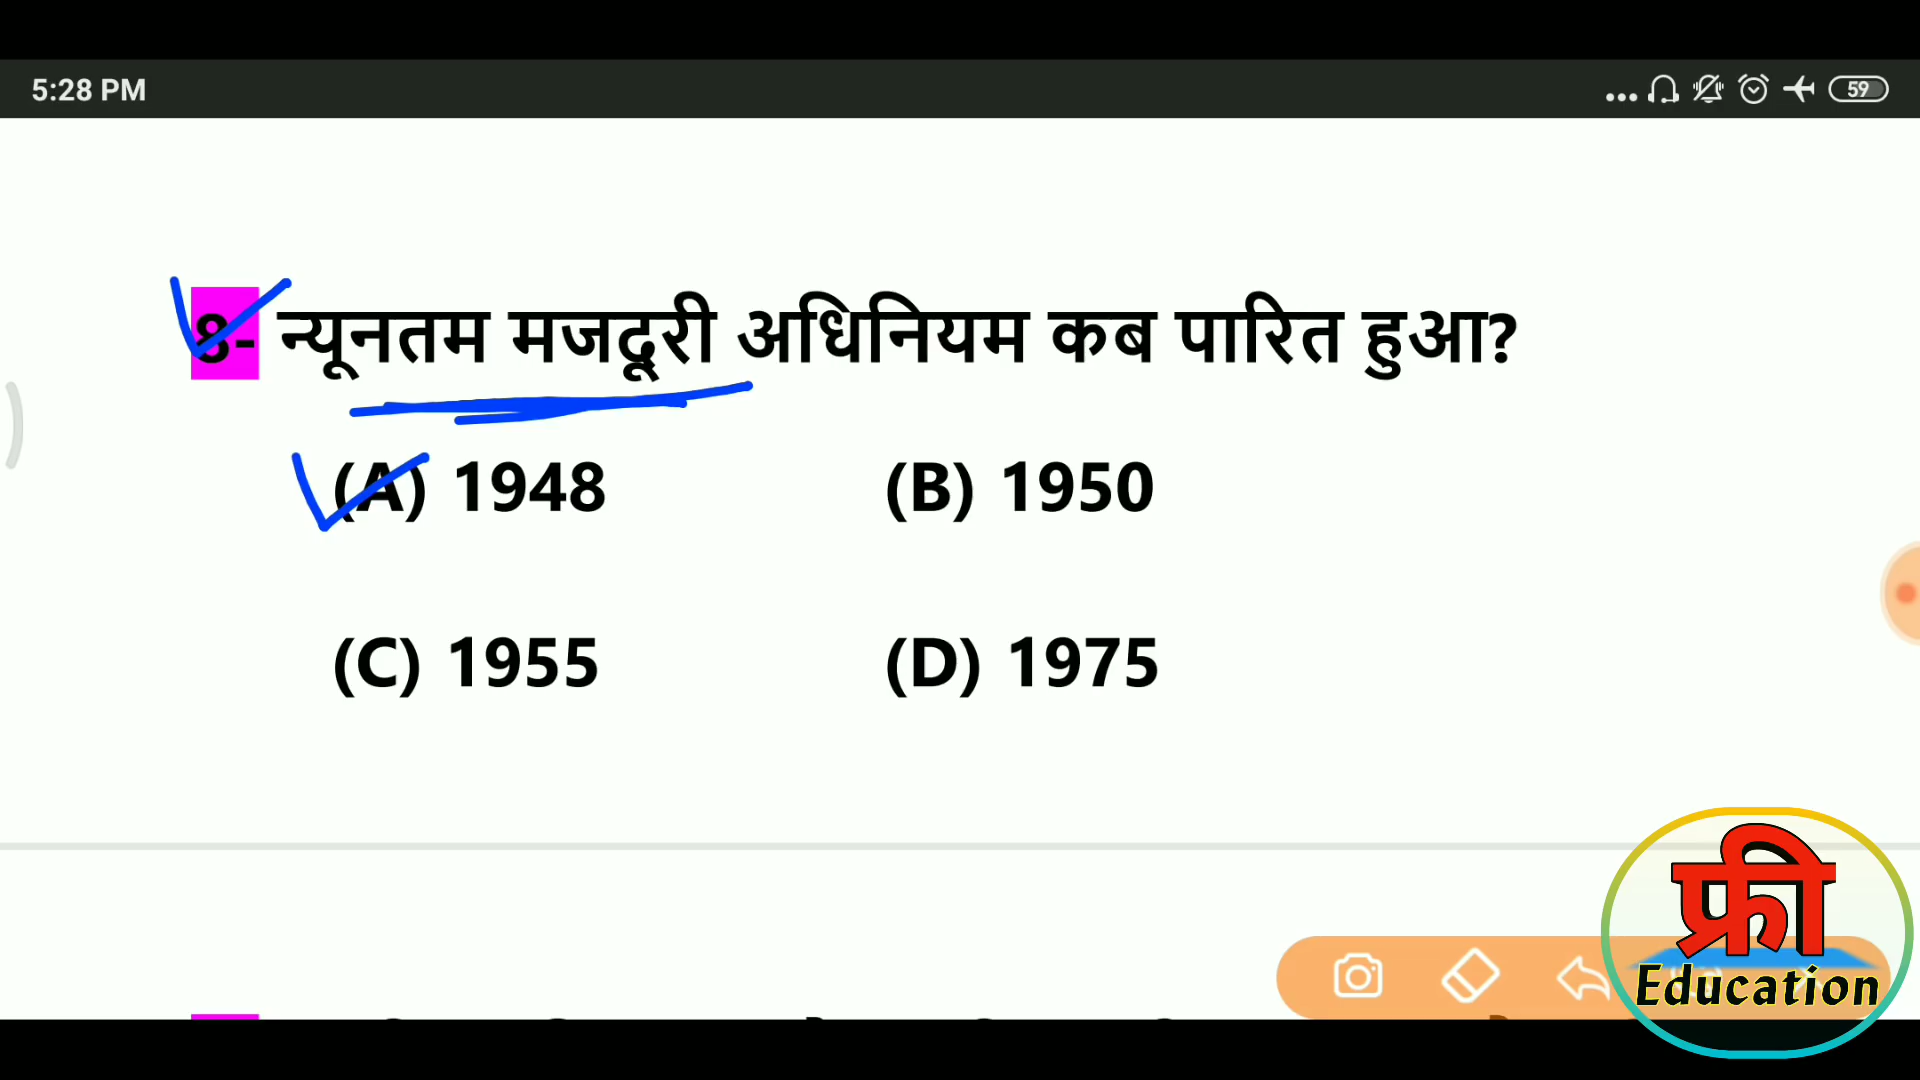 5:28 PM
59
8- न्यूनतम मजदूरी अधिनियम कब पारित हुआ?
(A) 1948 (B) 1950
(C) 1955 (D) 1975
फ्री
Education